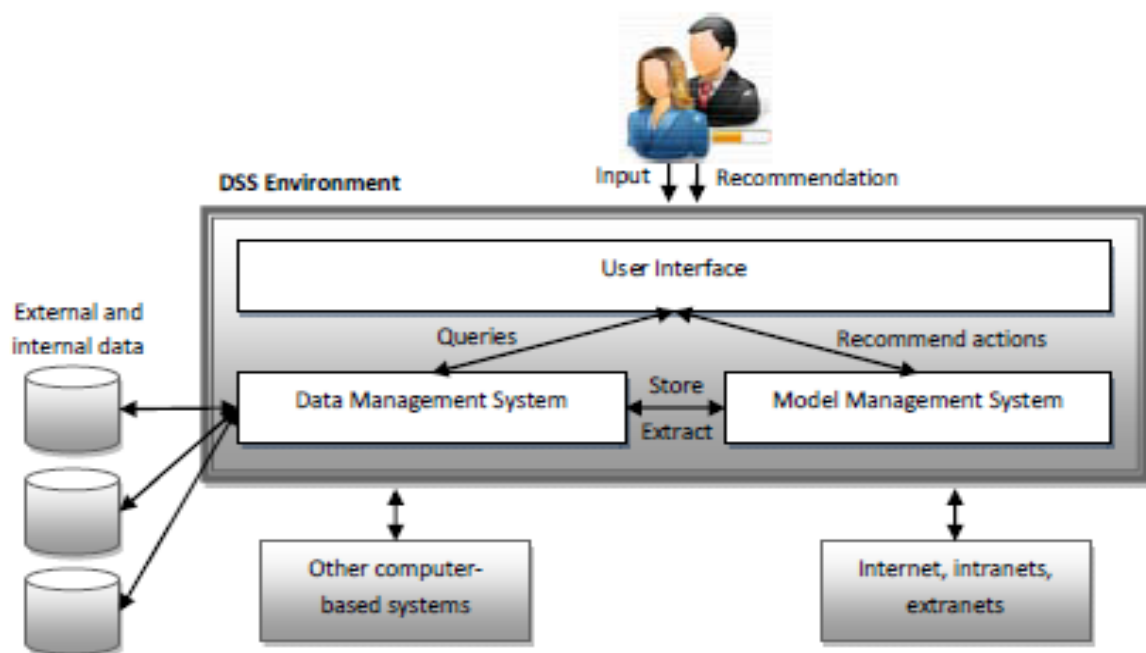 Input
Recommendation
DSS Environment
User Interface
External and
internal data
Queries
Recommend actions
Data Management System
Store
Extract
Model Management System
Other computer-
based systems
Internet, intranets,
extranets